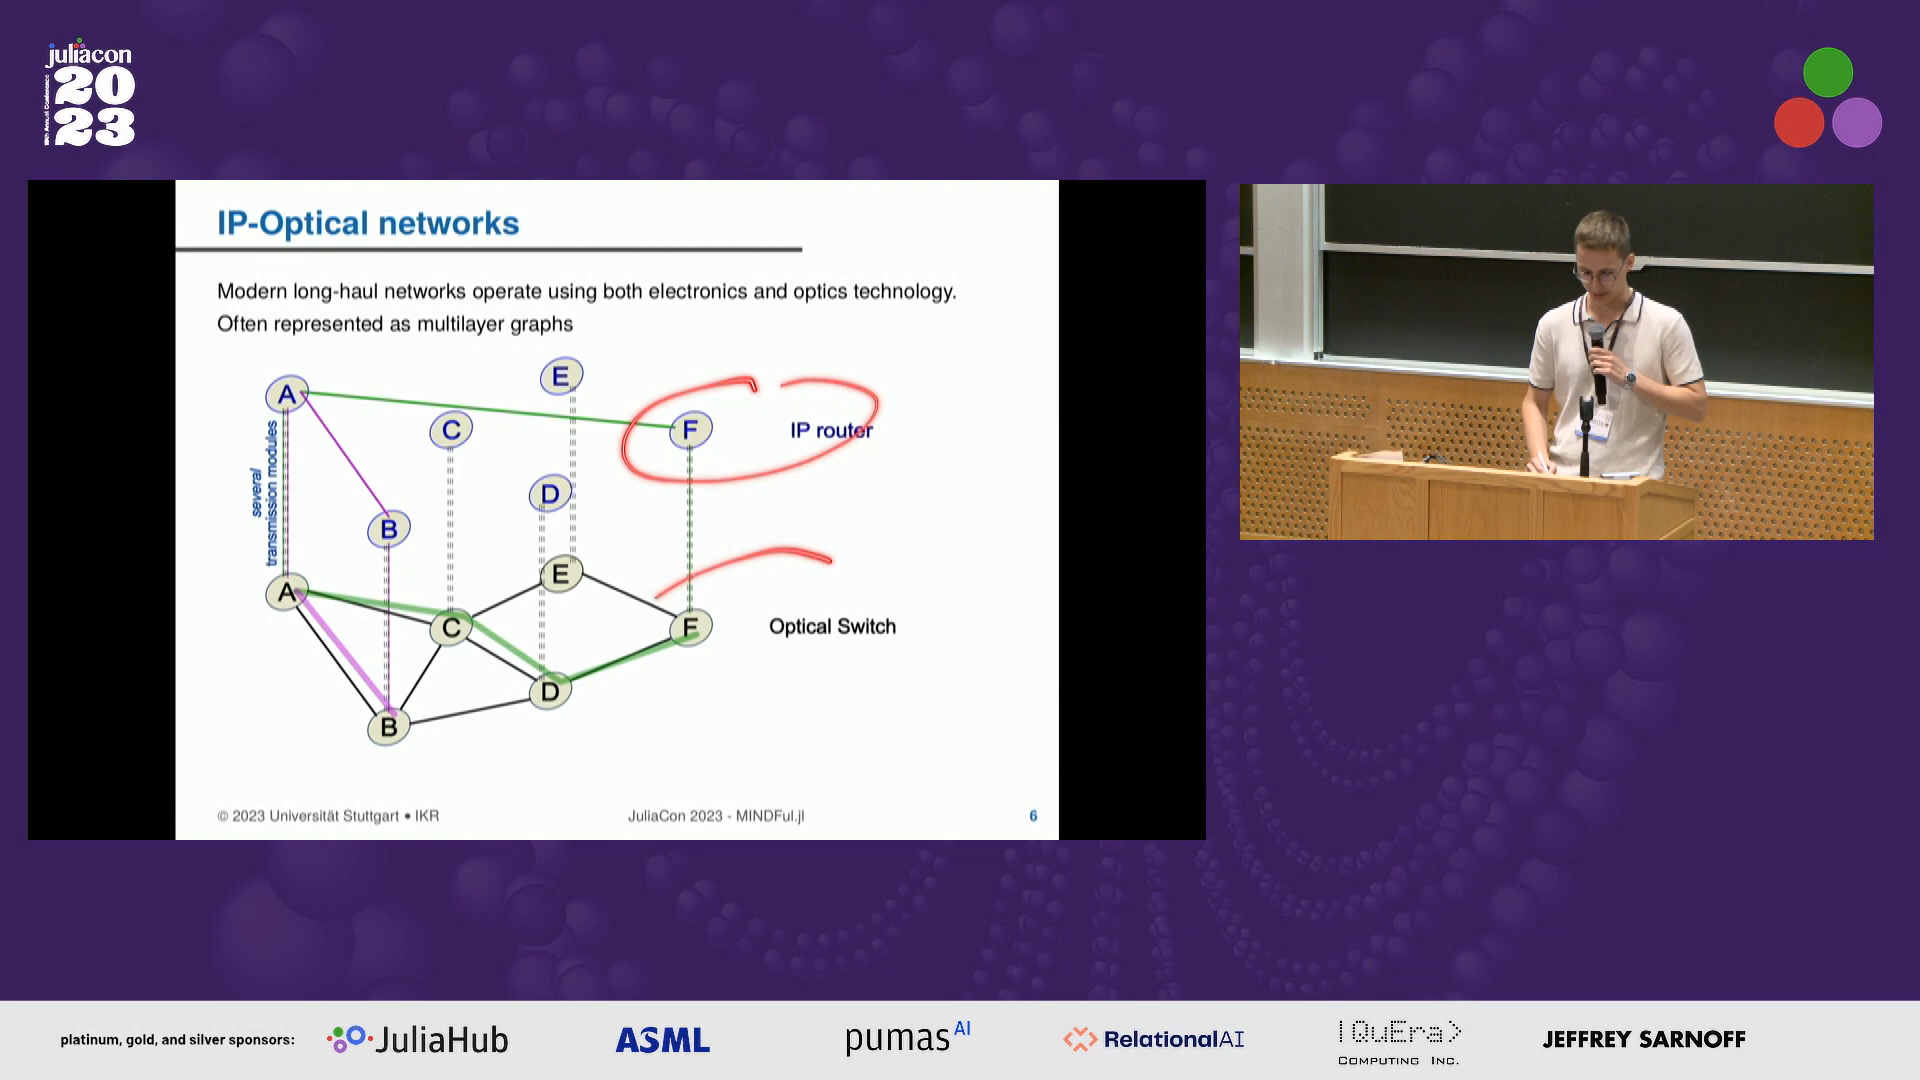 juliacon
2023
IP-Optical networks
Modern long-haul networks operate using both electronics and optics technology.
Often represented as multilayer graphs
A
E
C
F
IP router
several
transmission modules
D
B
A
E
C
F
Optical Switch
D
B
© 2023 Universität Stuttgart • IKR
JuliaCon 2023 - MINDFul.jl
6
platinum, gold, and silver sponsors:
JuliaHub
ASML
pumasAI
RelationalAI
|QuEra>
COMPUTING INC.
JEFFREY SARNOFF